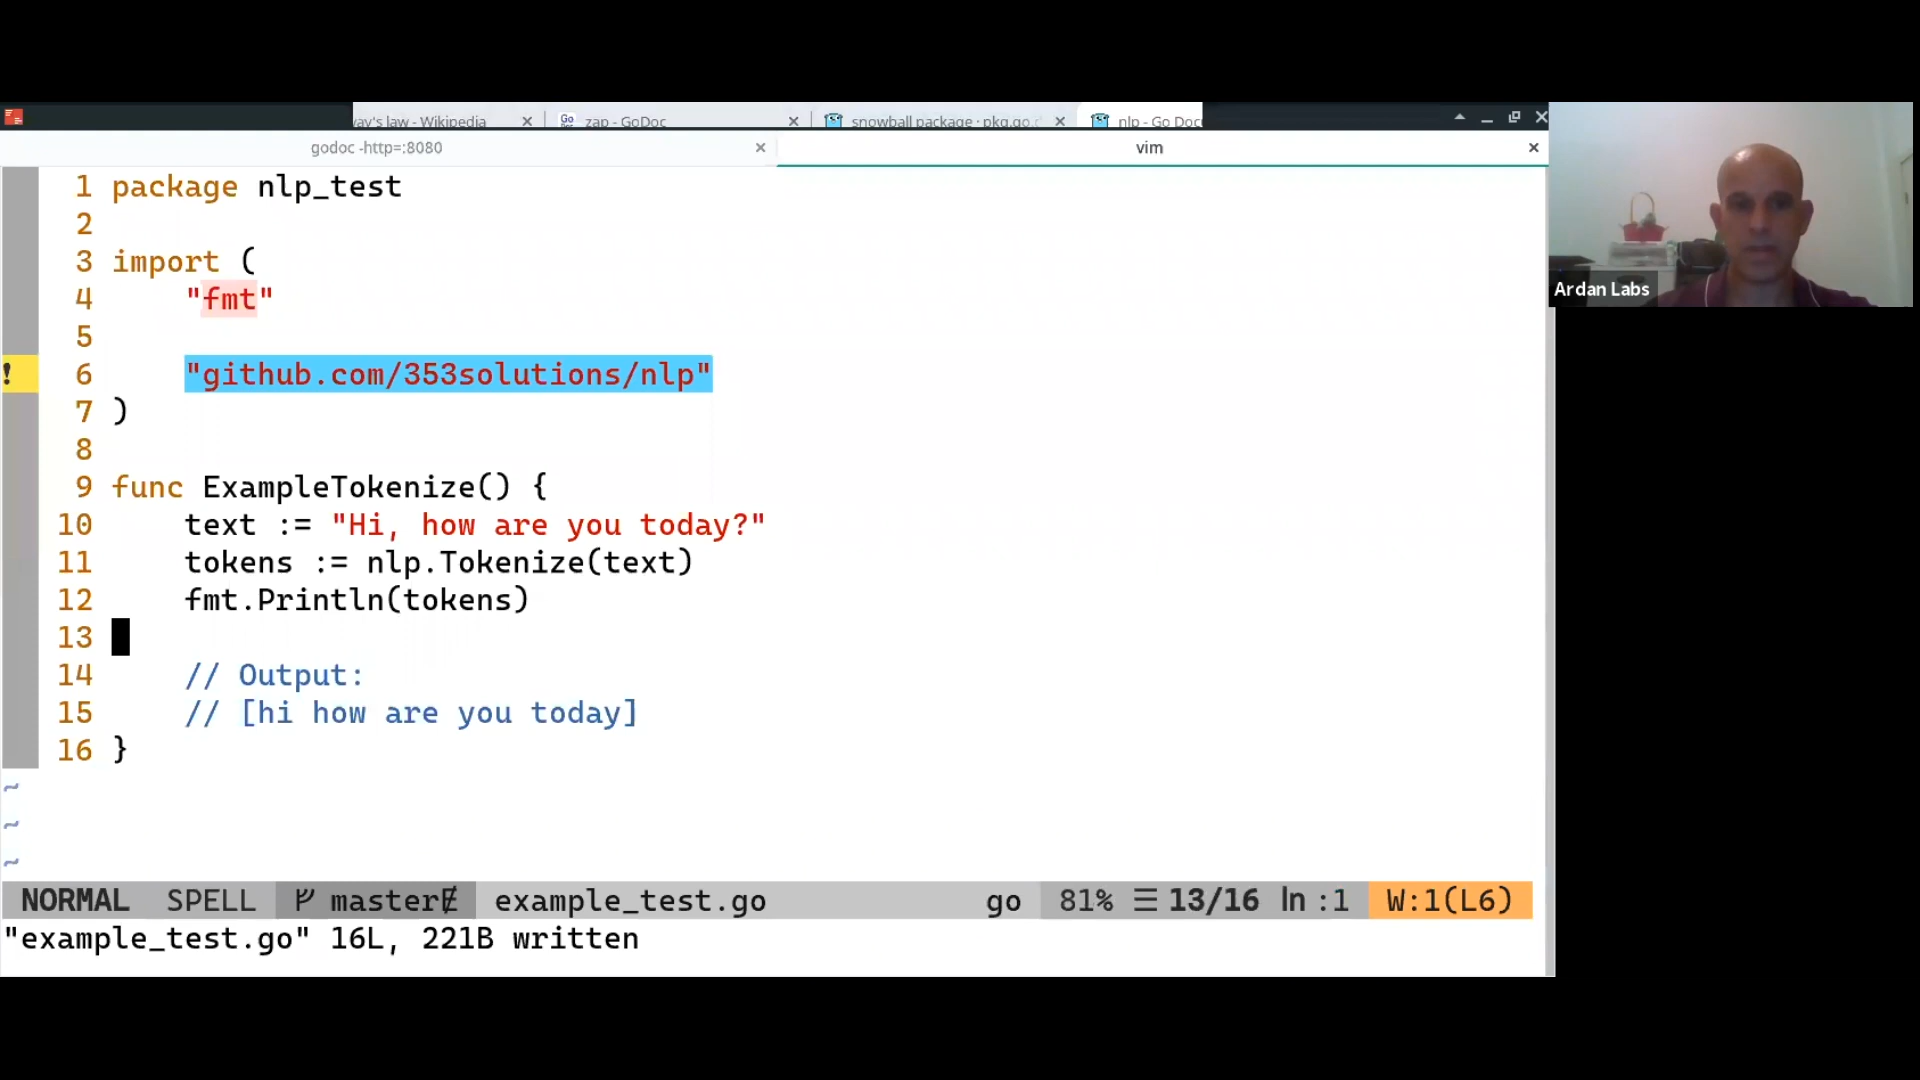 way's law - Wikipedia
zap - GoDoc
snowball package · pkg.go.d
nlp - Go Doc
godoc -http=:8080
vim
1 package nlp_test
2
3 import (
4 "fmt"
5
6 "github.com/353solutions/nlp"
7 )
8
9 func ExampleTokenize() {
10 text := "Hi, how are you today?"
11 tokens := nlp.Tokenize(text)
12 fmt.Println(tokens)
13
14 // Output:
15 // [hi how are you today]
16 }
~
~
~
NORMAL SPELL master example_test.go go 81% ☰ 13/16 ln :1 W:1(L6)
"example_test.go" 16L, 221B written
Ardan Labs